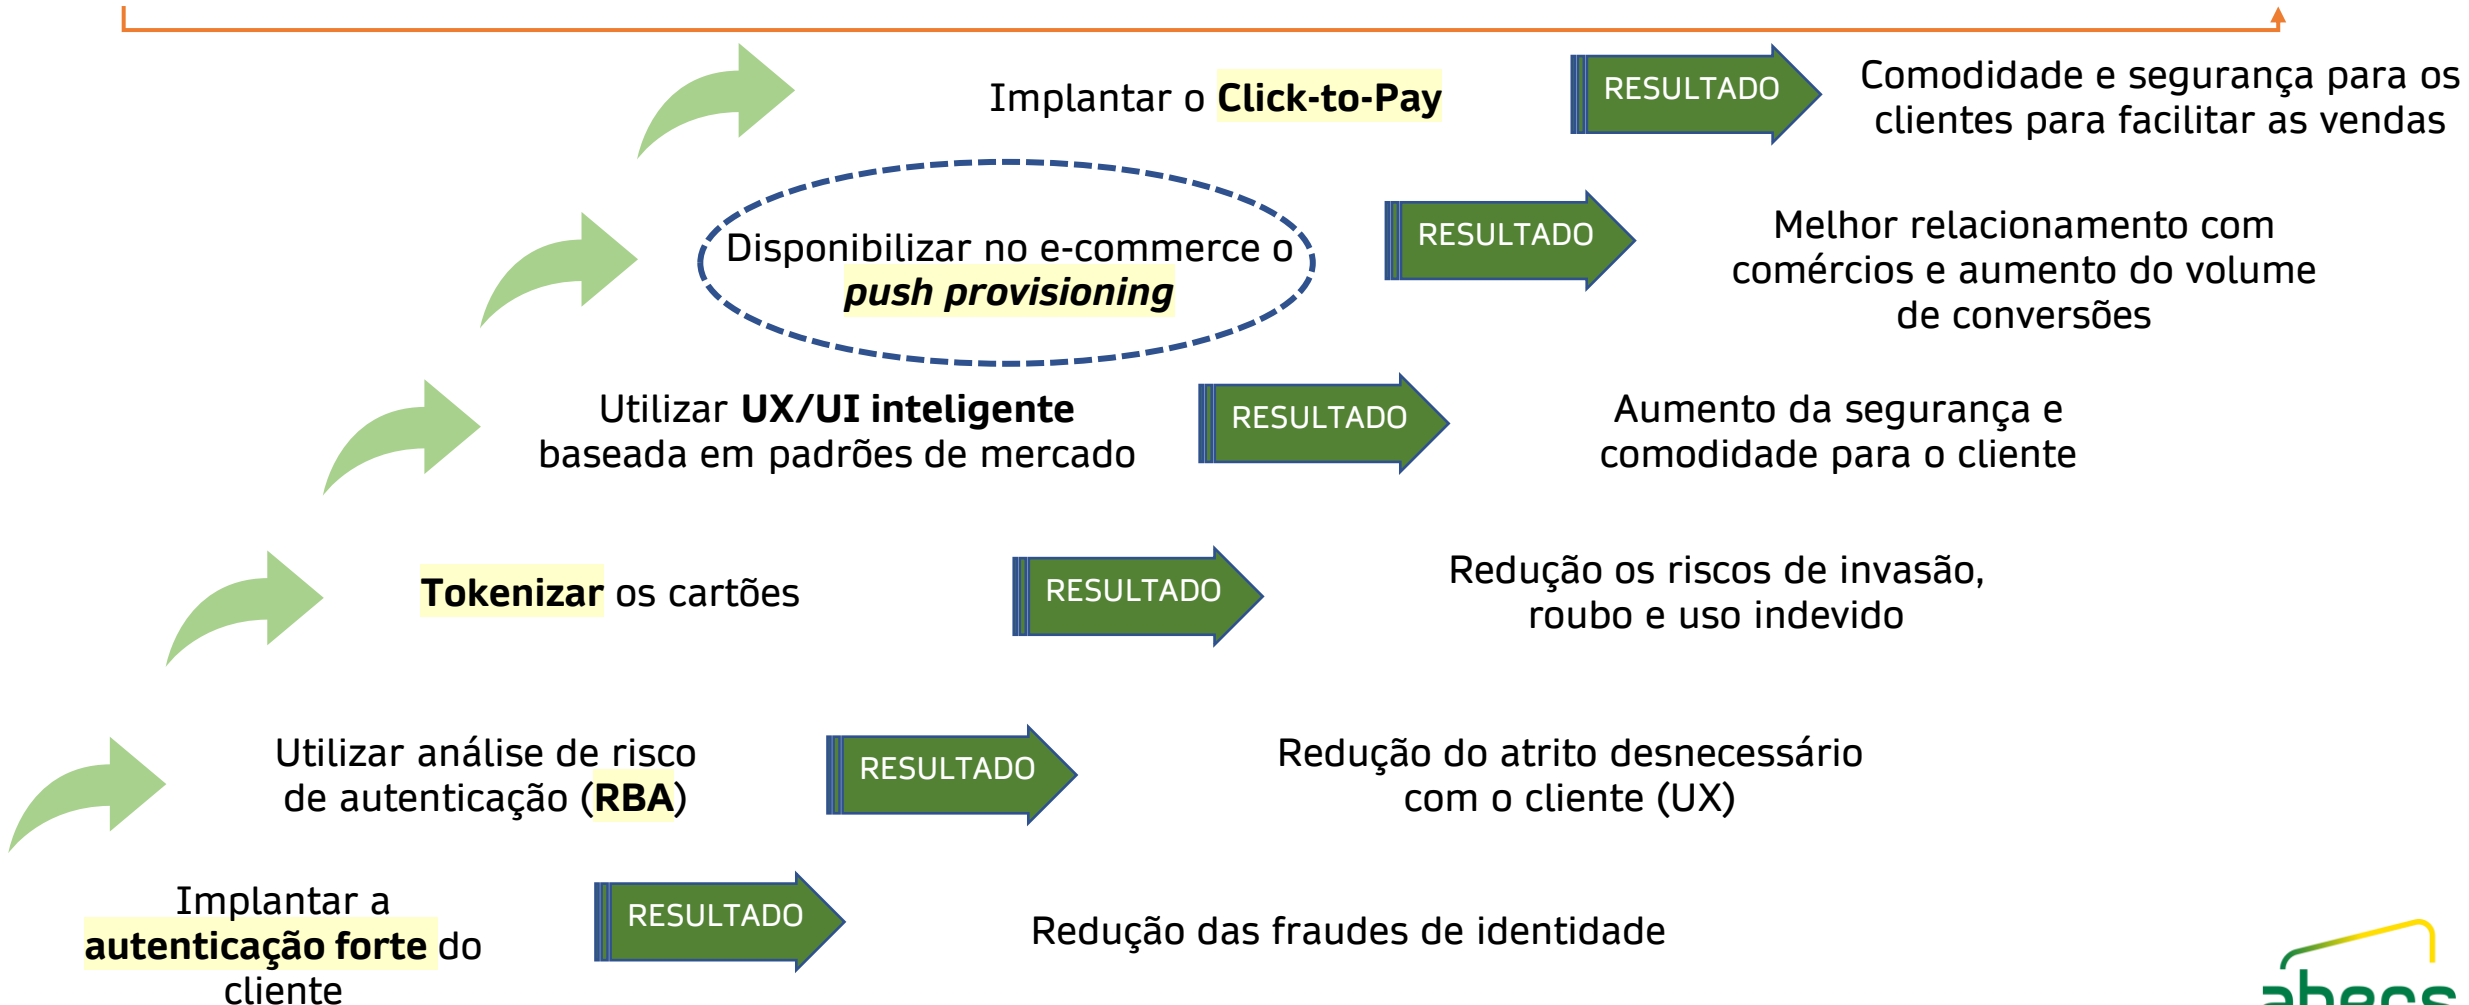 Implantar o Click-to-Pay
RESULTADO
Comodidade e segurança para os
clientes para facilitar as vendas
Disponibilizar no e-commerce o
push provisioning
RESULTADO
Melhor relacionamento com
comércios e aumento do volume
de conversões
Utilizar UX/UI inteligente
baseada em padrões de mercado
RESULTADO
Aumento da segurança e
comodidade para o cliente
Tokenizar os cartões
RESULTADO
Redução os riscos de invasão,
roubo e uso indevido
Utilizar análise de risco
de autenticação (RBA)
RESULTADO
Redução do atrito desnecessário
com o cliente (UX)
Implantar a
autenticação forte do
cliente
RESULTADO
Redução das fraudes de identidade
abecs